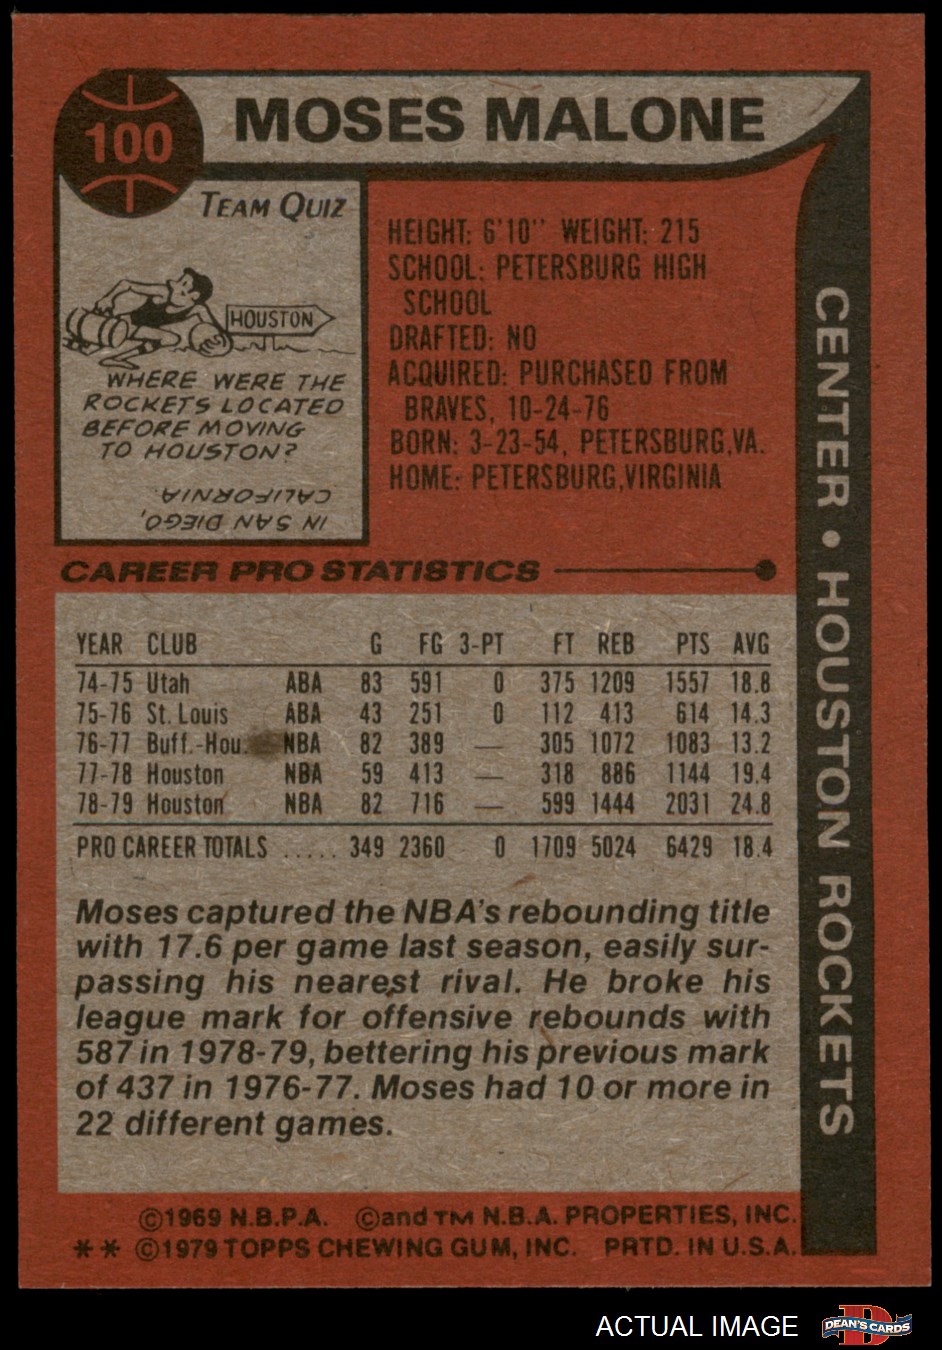 100
MOSES MALONE
TEAM QUIZ
HOUSTON
WHERE WERE THE
ROCKETS LOCATED
BEFORE MOVING
TO HOUSTON?
IN SAN DIEGO,
CALIFORNIA.
HEIGHT: 6'10" WEIGHT: 215
SCHOOL: PETERSBURG HIGH
SCHOOL
DRAFTED: NO
ACQUIRED: PURCHASED FROM
BRAVES, 10-24-76
BORN: 3-23-54, PETERSBURG,VA.
HOME: PETERSBURG,VIRGINIA
CENTER • HOUSTON ROCKETS
CAREER PRO STATISTICS
YEAR CLUB G FG 3-PT FT REB PTS AVG
74-75 Utah ABA 83 591 0 375 1209 1557 18.8
75-76 St. Louis ABA 43 251 0 112 413 614 14.3
76-77 Buff.-Hou. NBA 82 389 — 305 1072 1083 13.2
77-78 Houston NBA 59 413 — 318 886 1144 19.4
78-79 Houston NBA 82 716 — 599 1444 2031 24.8
PRO CAREER TOTALS ..... 349 2360 0 1709 5024 6429 18.4
Moses captured the NBA's rebounding title
with 17.6 per game last season, easily sur-
passing his nearest rival. He broke his
league mark for offensive rebounds with
587 in 1978-79, bettering his previous mark
of 437 in 1976-77. Moses had 10 or more in
22 different games.
©1969 N.B.P.A. ©and TM N.B.A. PROPERTIES, INC.
** ©1979 TOPPS CHEWING GUM, INC. PRTD. IN U.S.A.
ACTUAL IMAGE
D DEAN'S CARDS